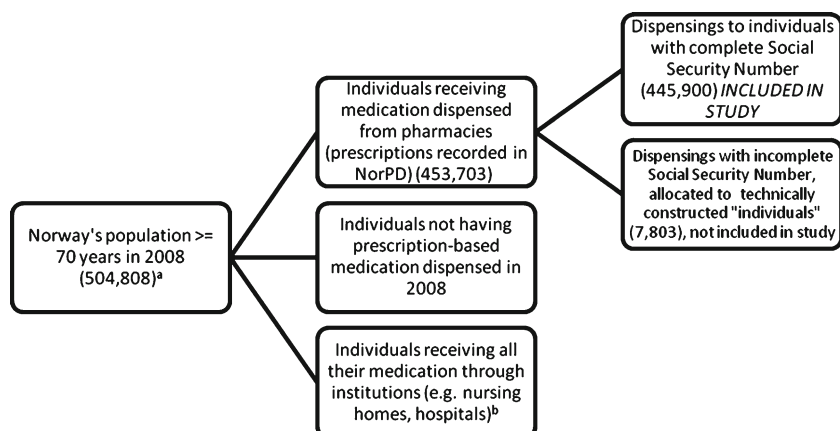 Norway's population >=
70 years in 2008
(504,808)a
Individuals receiving
medication dispensed
from pharmacies
(prescriptions recorded in
NorPD) (453,703)
Individuals not having
prescription-based
medication dispensed in
2008
Individuals receiving all
their medication through
institutions (e.g. nursing
homes, hospitals)b
Dispensings to individuals
with complete Social
Security Number
(445,900) INCLUDED IN
STUDY
Dispensings with incomplete
Social Security Number,
allocated to technically
constructed "individuals"
(7,803), not included in study